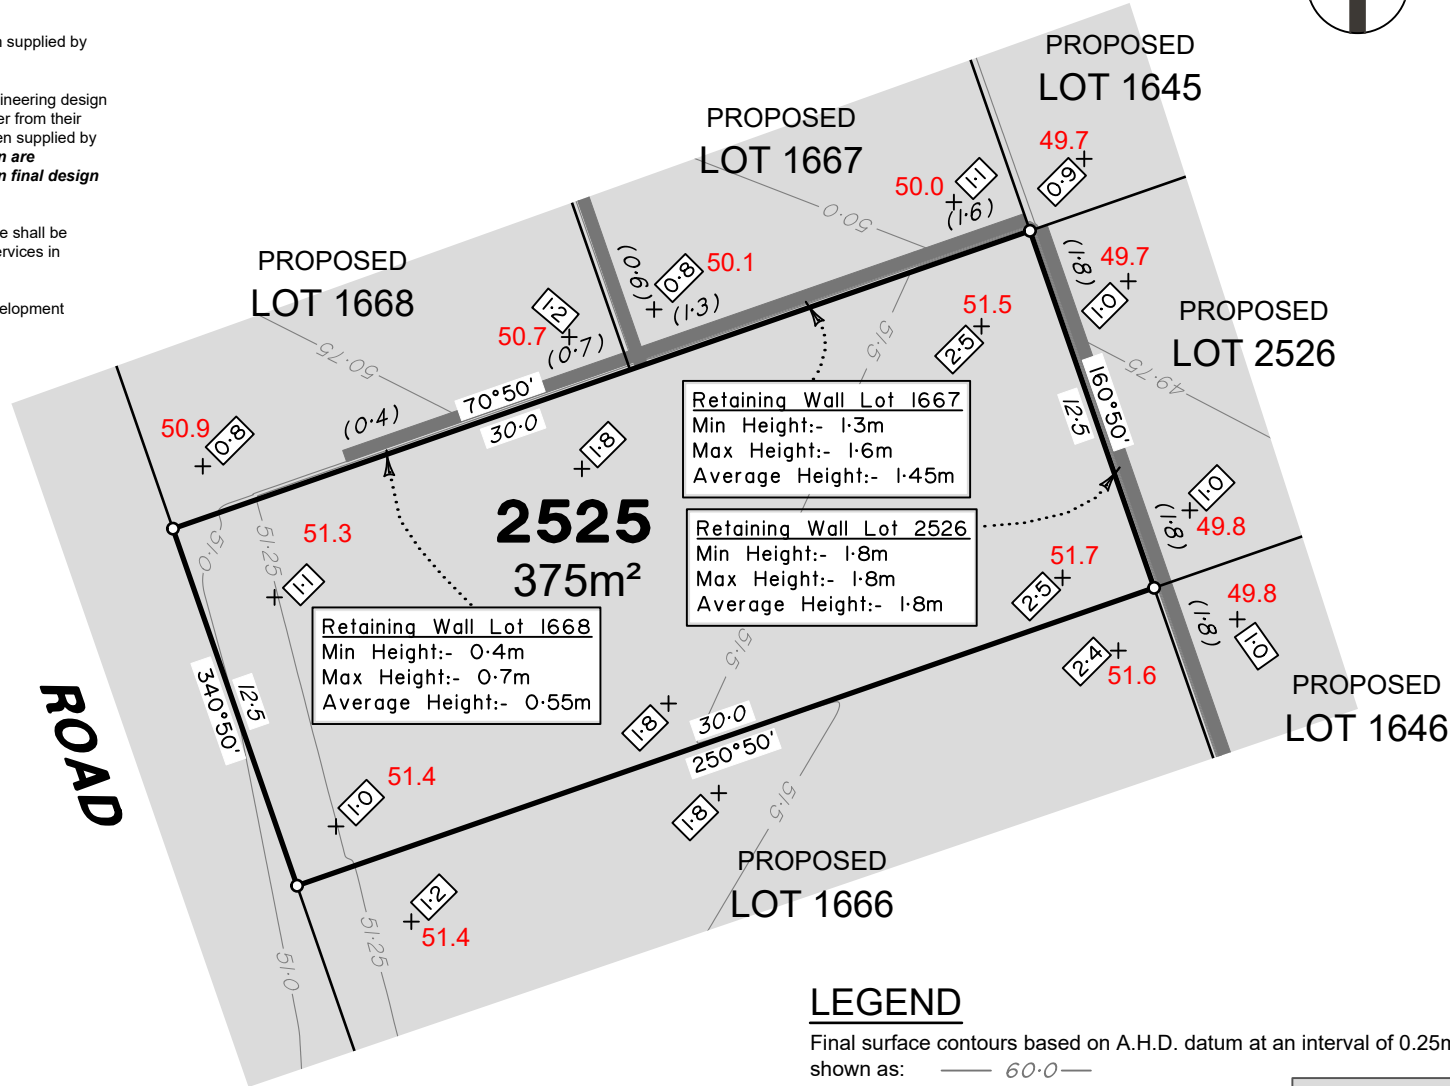 n supplied by
ineering design
er from their
en supplied by
n are
n final design
e shall be
ervices in
elopment
PROPOSED
LOT 1645
49.7
0·9
PROPOSED
LOT 1667
50·0
50.0
1·1
(1·6)
PROPOSED
LOT 1668
50·75
50.7
1·2
(0·7)
(0·6)
0·8
50.1
(1·3)
(1·8)
49.7
1·0
PROPOSED
LOT 2526
49·75
50.9
0·8
(0·4)
70°50'
30·0
51·5
51.5
2·5
160°50'
12·5
1·8
Retaining Wall Lot 1667
Min Height:- 1·3m
Max Height:- 1·6m
Average Height:- 1·45m
2525
375m²
51·0
51·25
51.3
1·1
Retaining Wall Lot 2526
Min Height:- 1·8m
Max Height:- 1·8m
Average Height:- 1·8m
1·0
(1·8)
49.8
51.7
2·5
Retaining Wall Lot 1668
Min Height:- 0·4m
Max Height:- 0·7m
Average Height:- 0·55m
51·5
49.8
(1·8)
1·0
2·4
51.6
PROPOSED
LOT 1646
ROAD
340°50'
12·5
1·8
30·0
250°50'
51.4
1·0
1·8
51·5
PROPOSED
LOT 1666
1·2
51.4
51·0
51·25
LEGEND
Final surface contours based on A.H.D. datum at an interval of 0.25m
shown as: 60·0